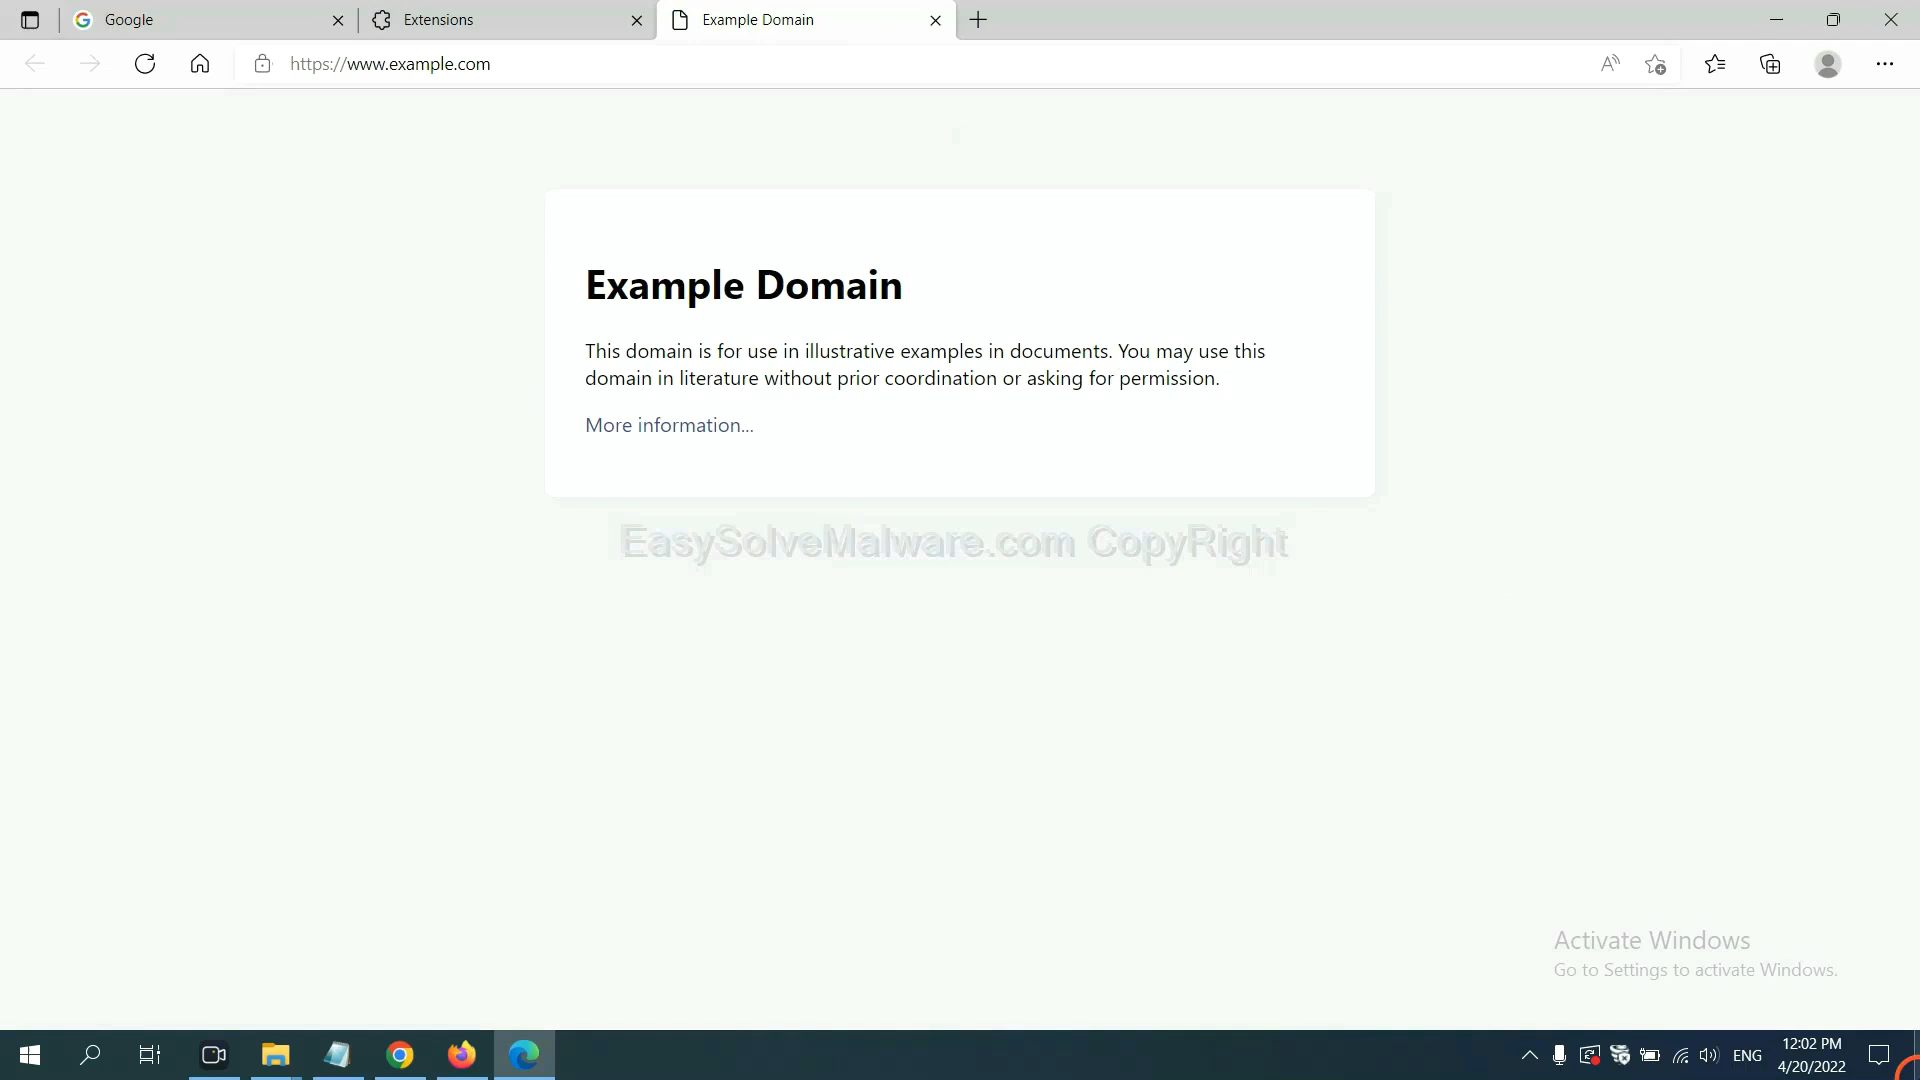 Google
Extensions
Example Domain
https://www.example.com
Example Domain
This domain is for use in illustrative examples in documents. You may use this
domain in literature without prior coordination or asking for permission.
More information...
EasySolveMalware.com CopyRight
Activate Windows
Go to Settings to activate Windows.
ENG
12:02 PM
4/20/2022